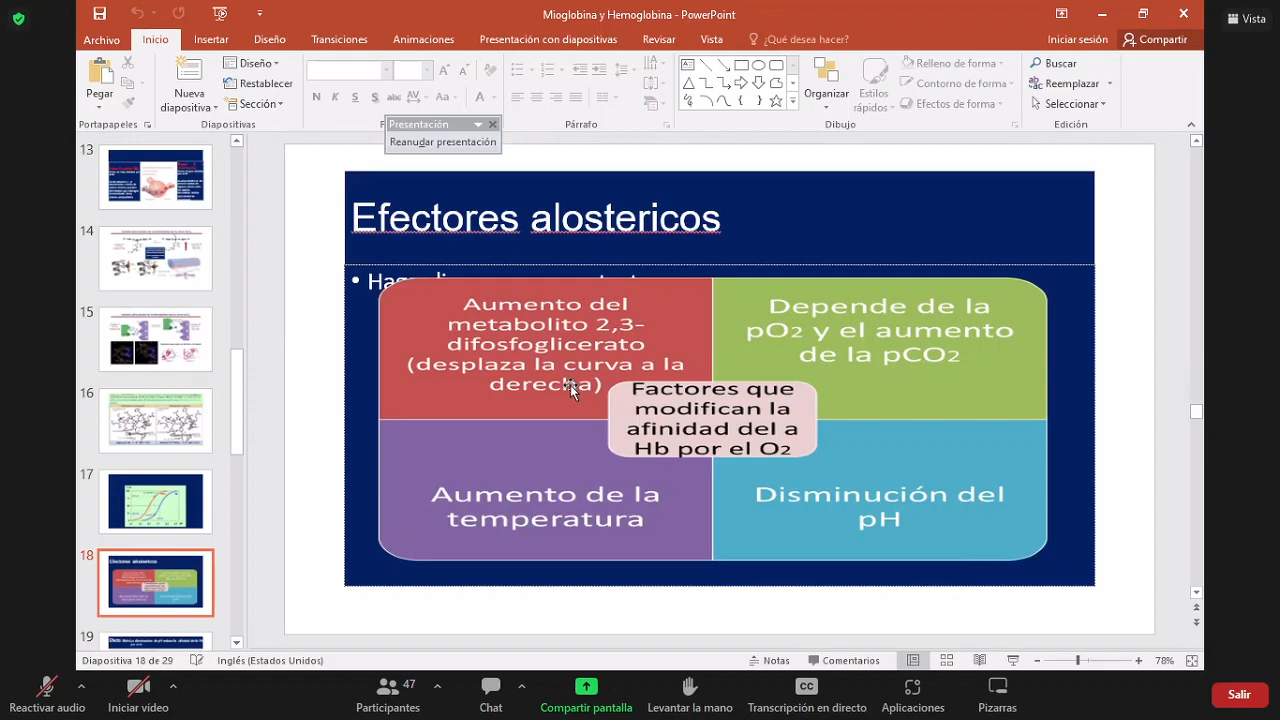 Mioglobina y Hemoglobina - PowerPoint
Vista
Archivo Inicio Insertar Diseño Transiciones Animaciones Presentación con diapositivas Revisar Vista ¿Qué desea hacer? Iniciar sesión Compartir
Pegar
Nueva diapositiva
Diseño
Restablecer
Sección
N K S S abc AV Aa A
Organizar
Estilos rápidos
Relleno de forma
Contorno de forma
Efectos de forma
Buscar
Reemplazar
Seleccionar
Portapapeles Diapositivas Párrafo Dibujo Edición
Presentación
Reanudar presentación
13
14
15
16
17
18
19
Efectores alostericos
Aumento del
metabolito 2,3-
difosfoglicerato
(desplaza la curva a la
derecha)
Depende de la
pO2 y el aumento
de la pCO2
Factores que
modifican la
afinidad del a
Hb por el O2
Aumento de la
temperatura
Disminución del
pH
Diapositiva 18 de 29 Inglés (Estados Unidos) Notas Comentarios 78%
47
Reactivar audio Iniciar vídeo Participantes Chat Compartir pantalla Levantar la mano Transcripción en directo Aplicaciones Pizarras Salir